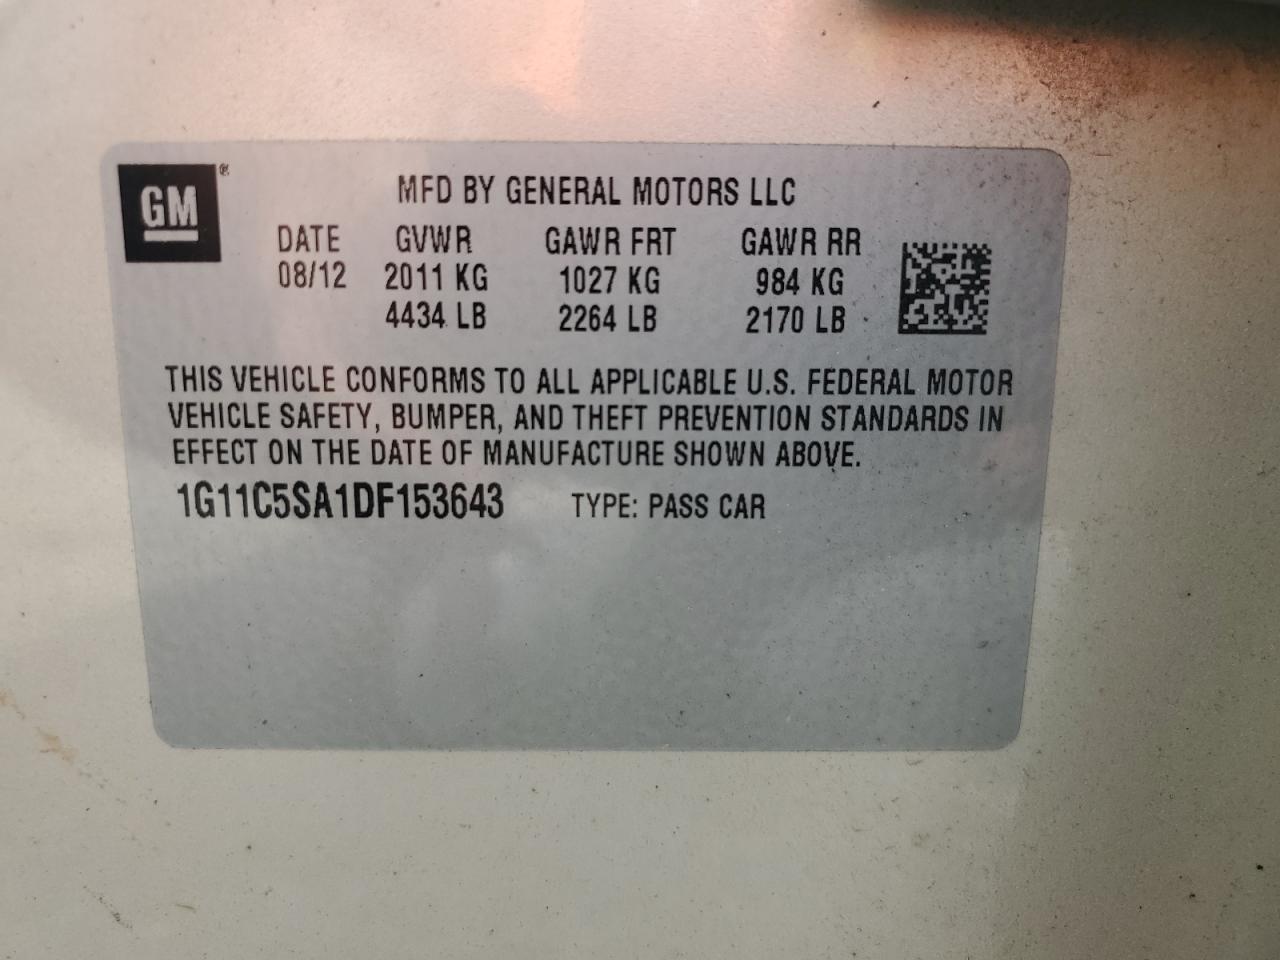 GM®
MFD BY GENERAL MOTORS LLC
DATE GVWR GAWR FRT GAWR RR
08/12 2011 KG 1027 KG 984 KG
4434 LB 2264 LB 2170 LB
THIS VEHICLE CONFORMS TO ALL APPLICABLE U.S. FEDERAL MOTOR
VEHICLE SAFETY, BUMPER, AND THEFT PREVENTION STANDARDS IN
EFFECT ON THE DATE OF MANUFACTURE SHOWN ABOVE.
1G11C5SA1DF153643 TYPE: PASS CAR